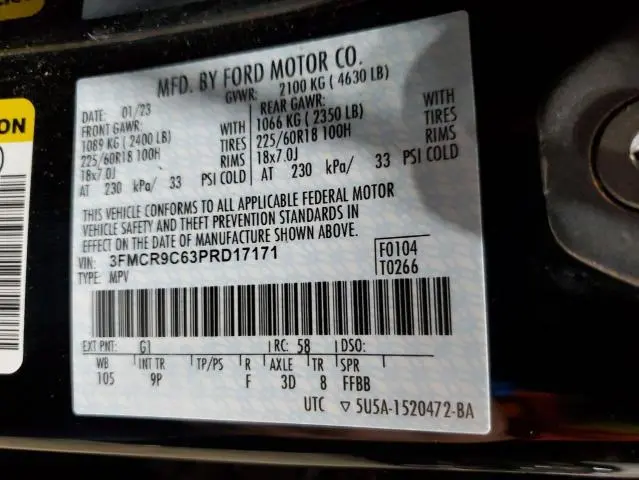 MFD. BY FORD MOTOR CO.
DATE: 01/23 GVWR: 2100 KG ( 4630 LB)
FRONT GAWR: REAR GAWR:
1089 KG ( 2400 LB) WITH 1066 KG ( 2350 LB) WITH
225/60R18 100H TIRES 225/60R18 100H TIRES
18x7.0J RIMS 18x7.0J RIMS
AT 230 kPa/ 33 PSI COLD AT 230 kPa/ 33 PSI COLD
THIS VEHICLE CONFORMS TO ALL APPLICABLE FEDERAL MOTOR
VEHICLE SAFETY AND THEFT PREVENTION STANDARDS IN
EFFECT ON THE DATE OF MANUFACTURE SHOWN ABOVE.
VIN: 3FMCR9C63PRD17171 F0104
TYPE: MPV T0266
EXT PNT: G1 RC: 58 DSO:
WB INT TR TP/PS R AXLE TR SPR
105 9P F 3D 8 FFBB
UTC ▽ 5U5A-1520472-BA
ON